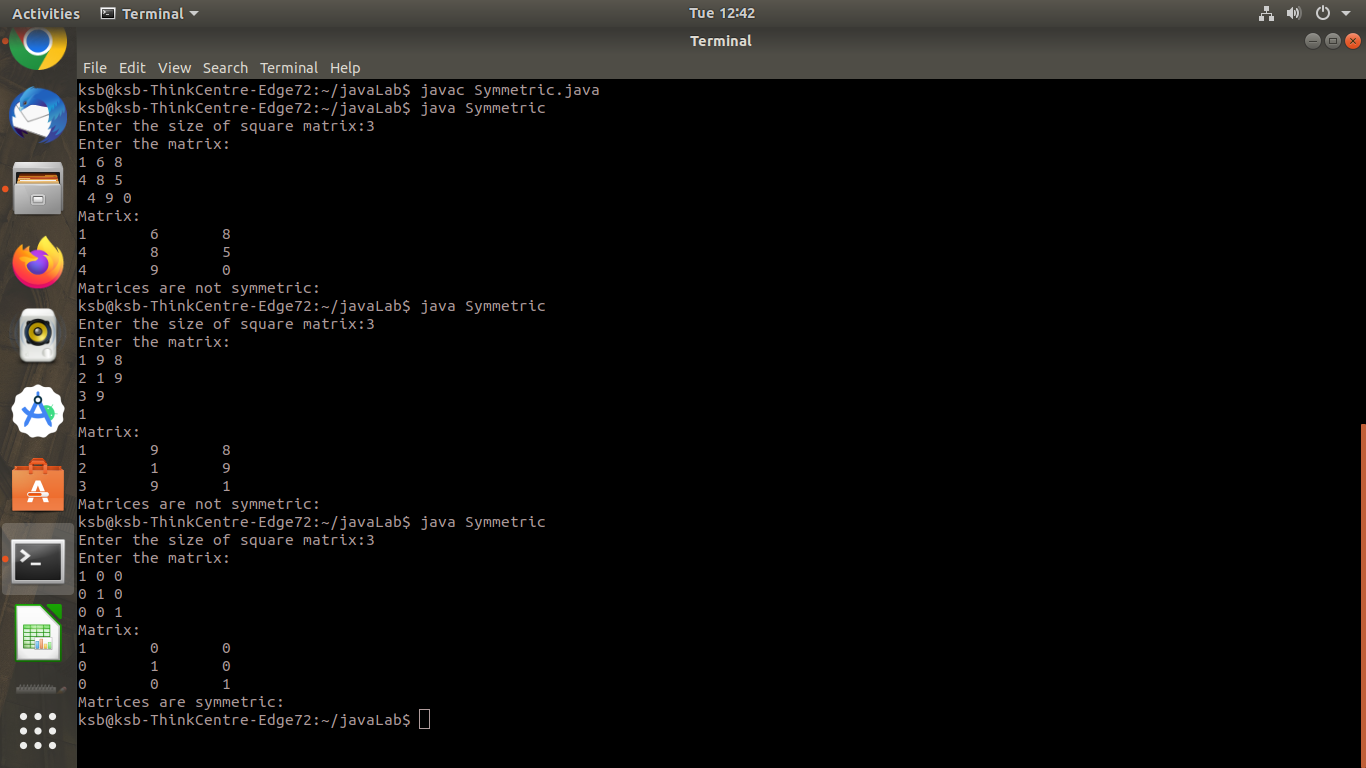 Activities Terminal Tue 12:42
Terminal
File Edit View Search Terminal Help
ksb@ksb-ThinkCentre-Edge72:~/javaLab$ javac Symmetric.java
ksb@ksb-ThinkCentre-Edge72:~/javaLab$ java Symmetric
Enter the size of square matrix:3
Enter the matrix:
1 6 8
4 8 5
 4 9 0
Matrix:
1       6       8
4       8       5
4       9       0
Matrices are not symmetric:
ksb@ksb-ThinkCentre-Edge72:~/javaLab$ java Symmetric
Enter the size of square matrix:3
Enter the matrix:
1 9 8
2 1 9
3 9
1
Matrix:
1       9       8
2       1       9
3       9       1
Matrices are not symmetric:
ksb@ksb-ThinkCentre-Edge72:~/javaLab$ java Symmetric
Enter the size of square matrix:3
Enter the matrix:
1 0 0
0 1 0
0 0 1
Matrix:
1       0       0
0       1       0
0       0       1
Matrices are symmetric:
ksb@ksb-ThinkCentre-Edge72:~/javaLab$